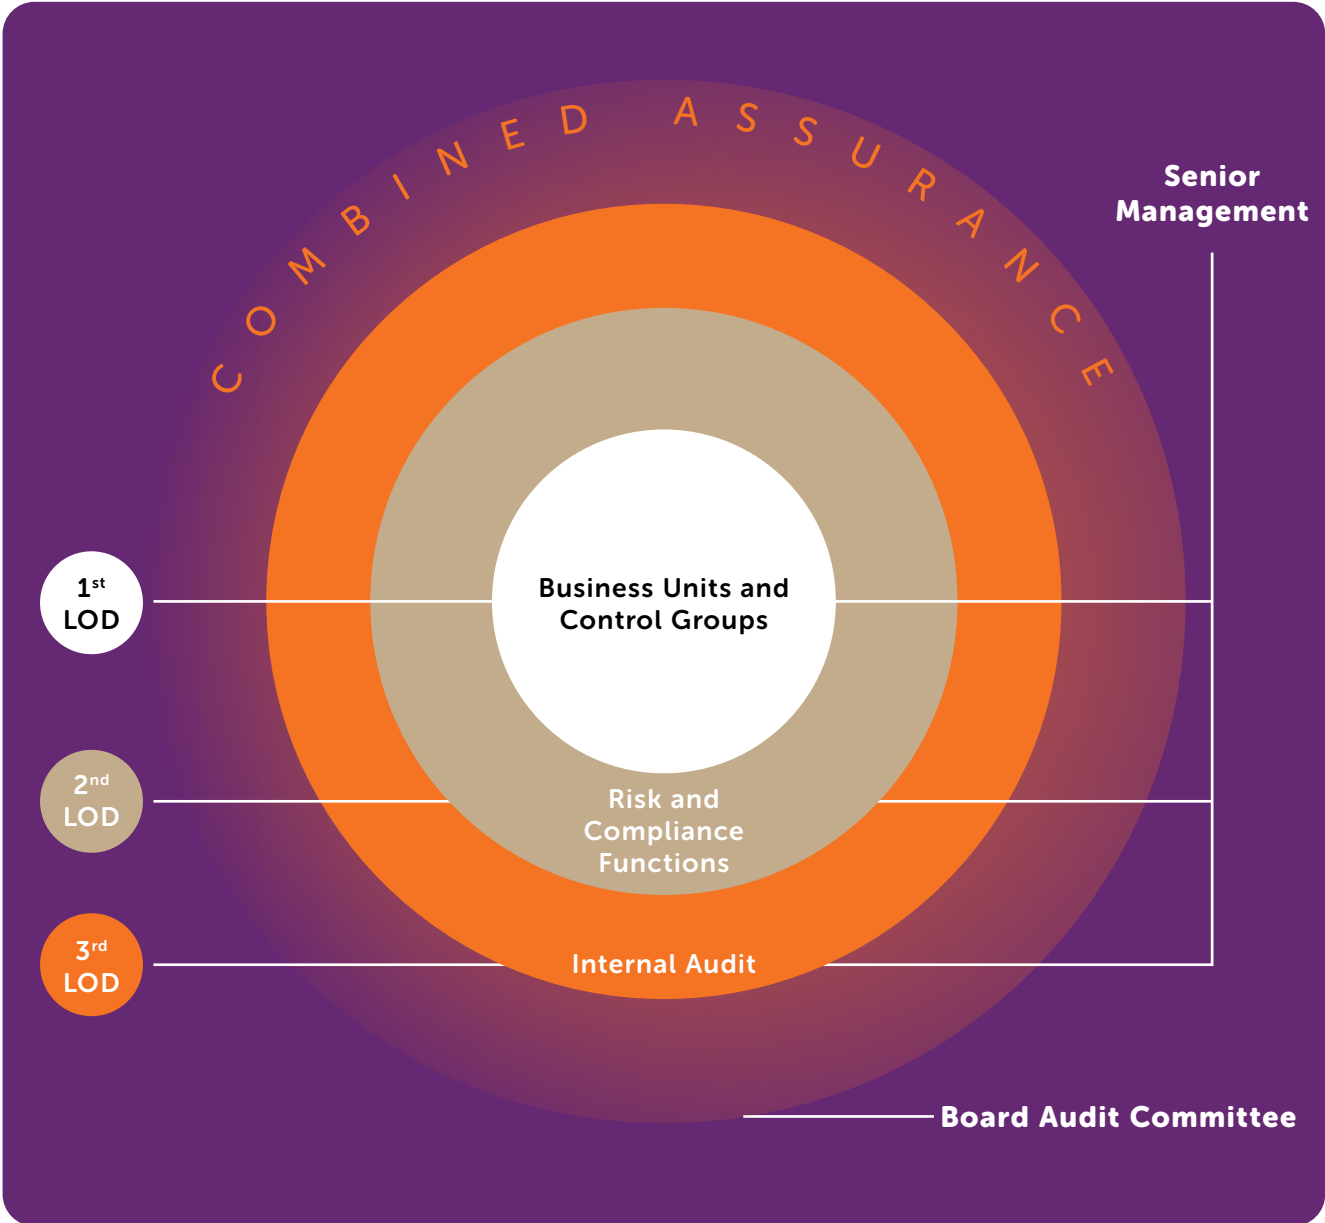 COMBINED ASSURANCE
Senior
Management
1st
LOD
Business Units and
Control Groups
2nd
LOD
Risk and
Compliance
Functions
3rd
LOD
Internal Audit
Board Audit Committee